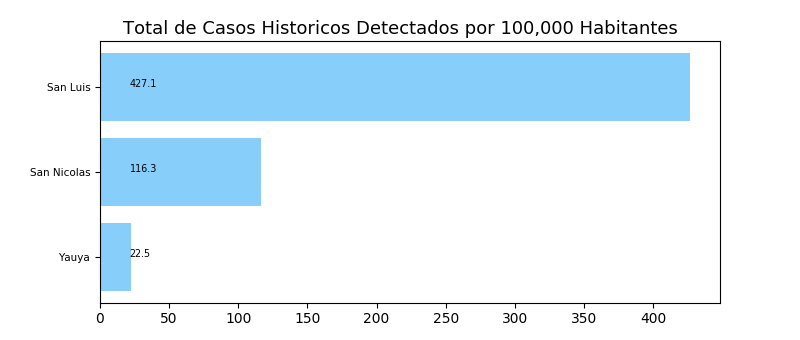 Total de Casos Historicos Detectados por 100,000 Habitantes
San Luis 427.1
San Nicolas 116.3
Yauya 22.5
0 50 100 150 200 250 300 350 400